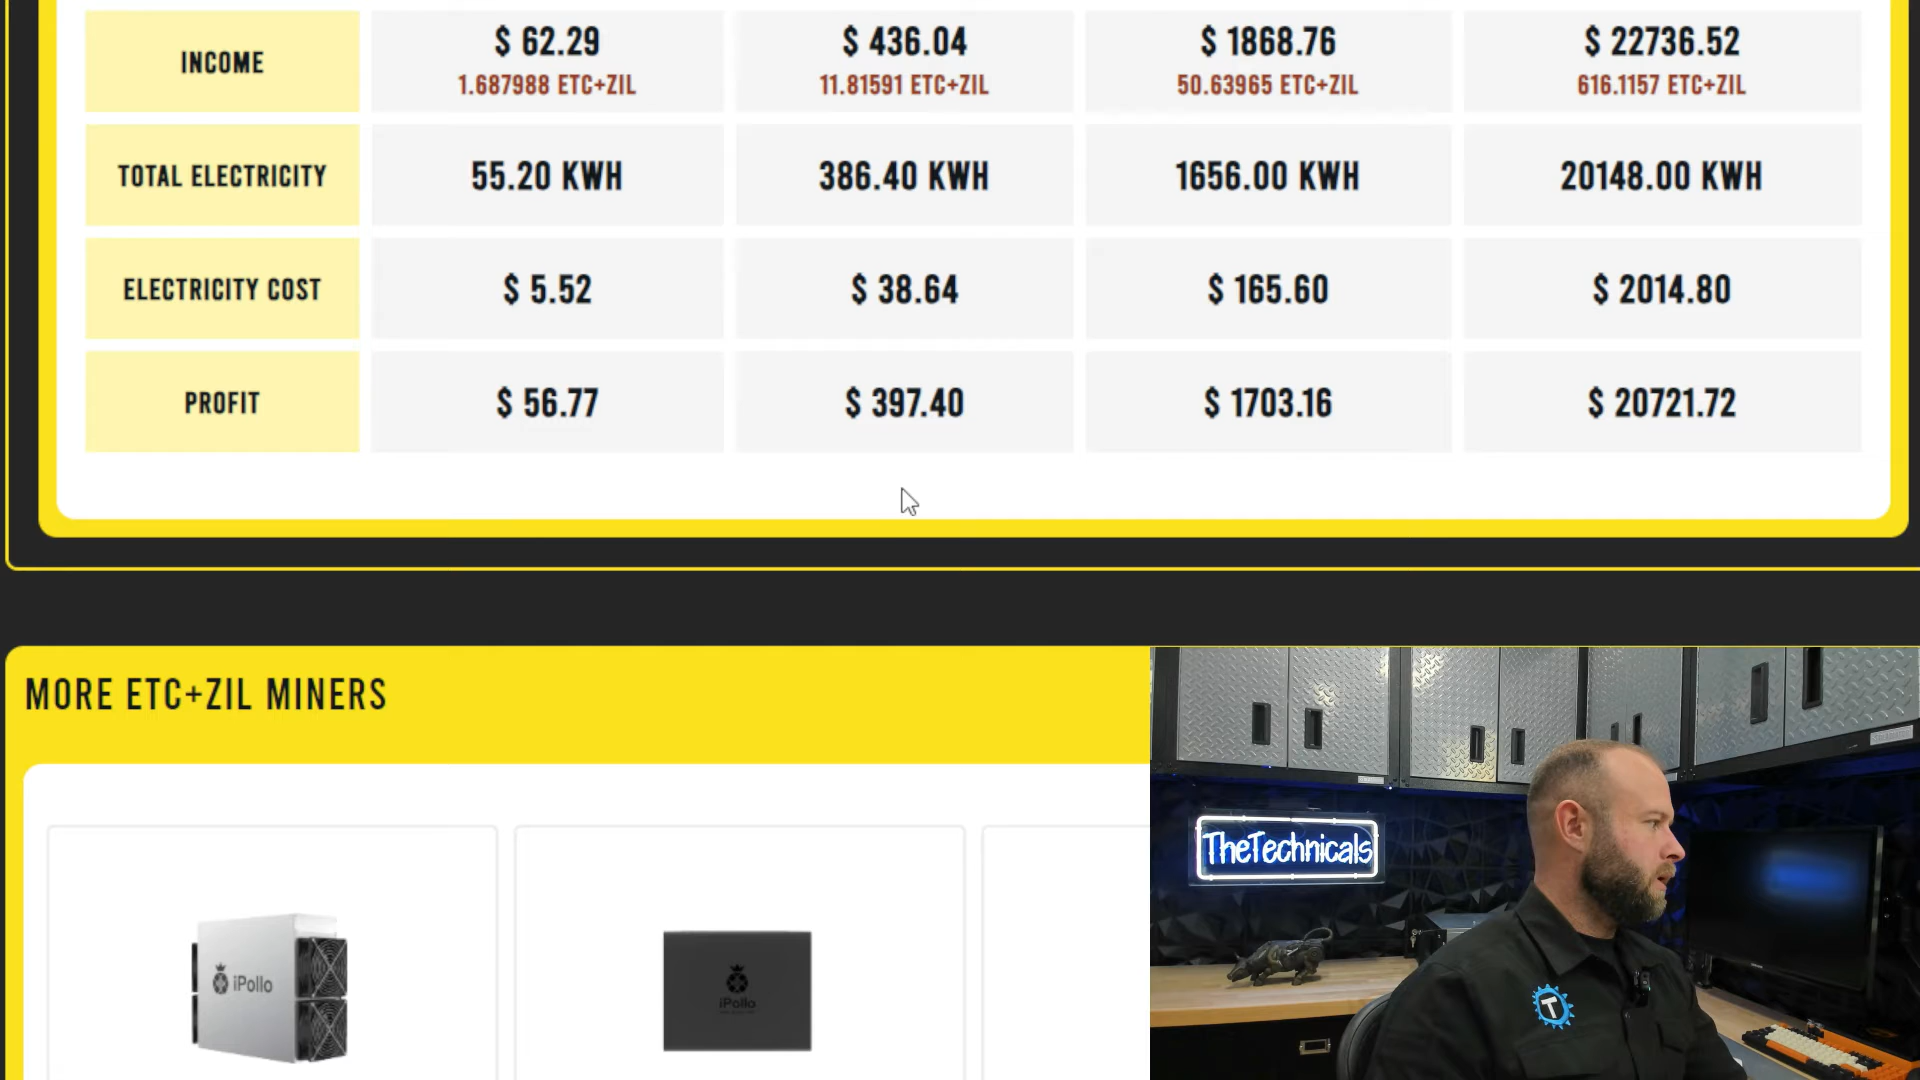 INCOME
$ 62.29
1.687988 ETC+ZIL
$ 436.04
11.81591 ETC+ZIL
$ 1868.76
50.63965 ETC+ZIL
$ 22736.52
616.1157 ETC+ZIL
TOTAL ELECTRICITY
55.20 KWH
386.40 KWH
1656.00 KWH
20148.00 KWH
ELECTRICITY COST
$ 5.52
$ 38.64
$ 165.60
$ 2014.80
PROFIT
$ 56.77
$ 397.40
$ 1703.16
$ 20721.72
MORE ETC+ZIL MINERS
iPollo
iPollo
TheTechnicals
T